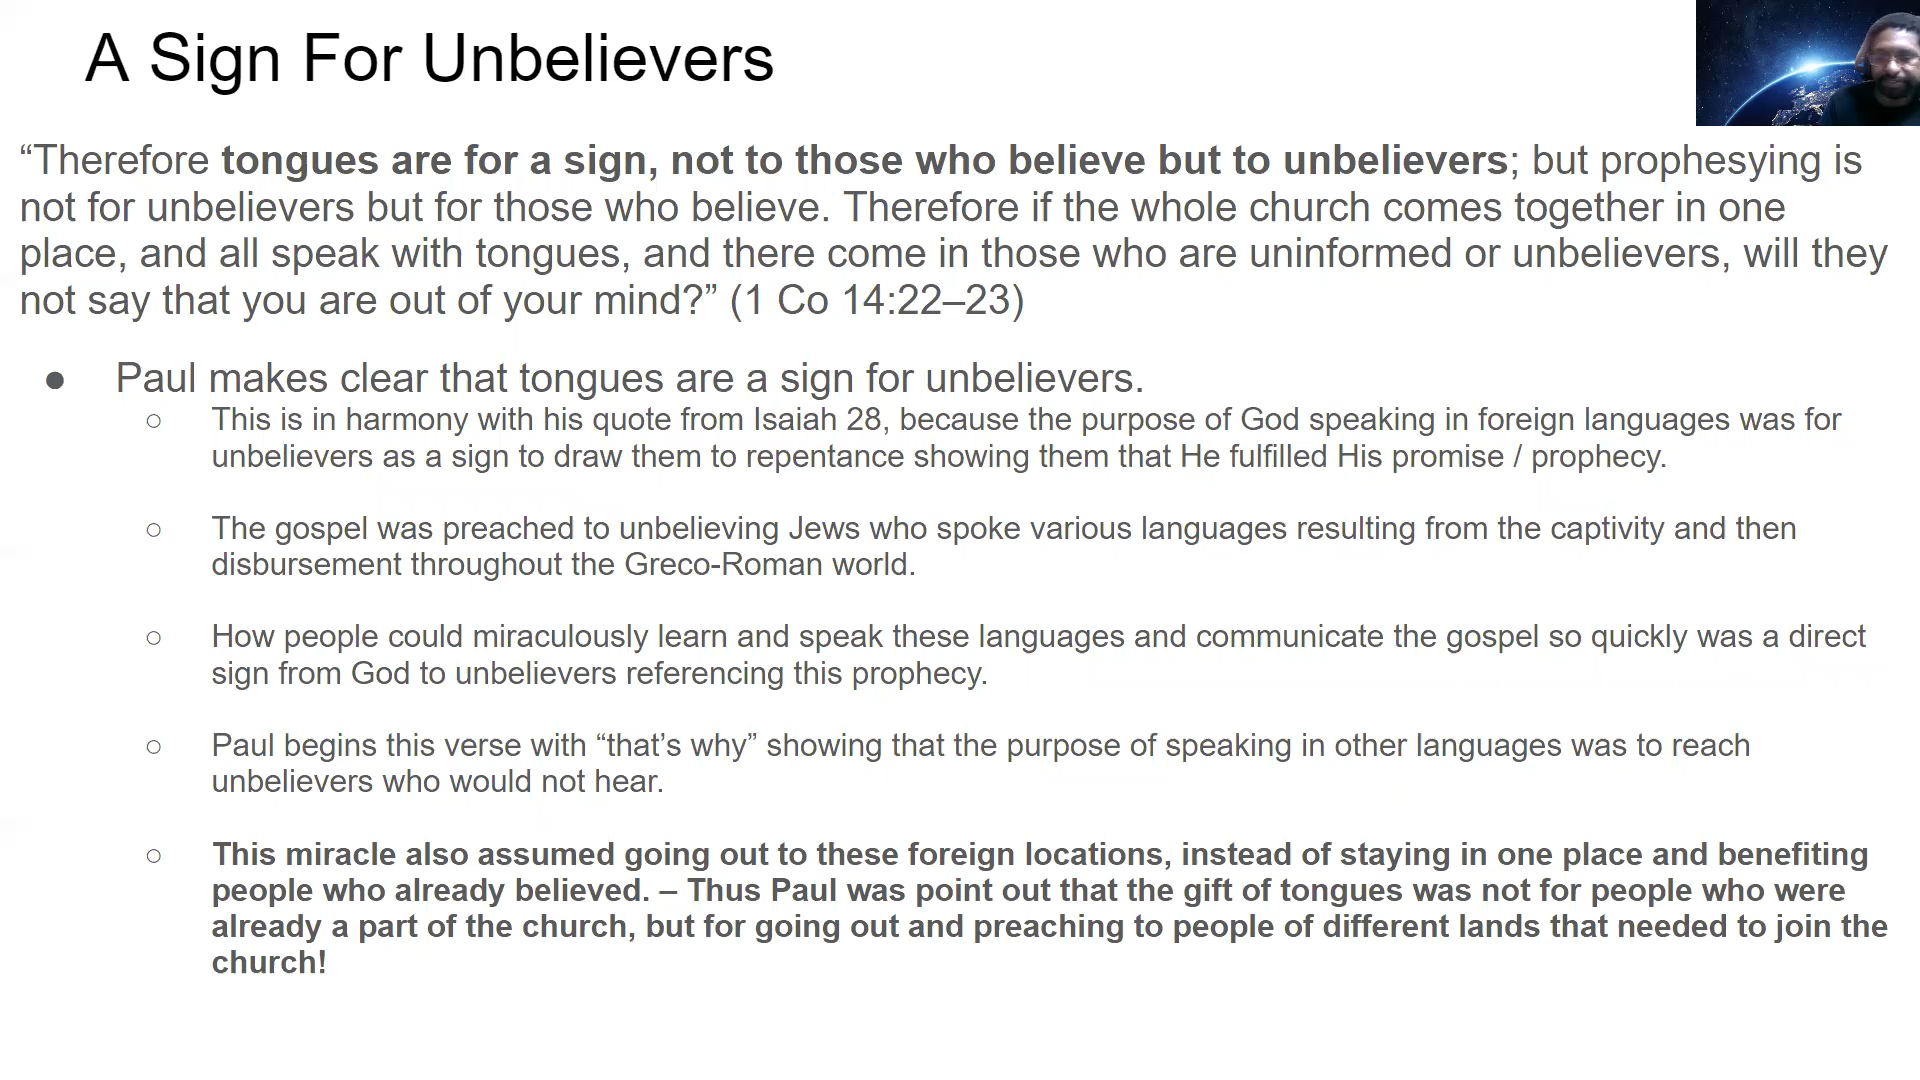 A Sign For Unbelievers
“Therefore tongues are for a sign, not to those who believe but to unbelievers; but prophesying is
not for unbelievers but for those who believe. Therefore if the whole church comes together in one
place, and all speak with tongues, and there come in those who are uninformed or unbelievers, will they
not say that you are out of your mind?” (1 Co 14:22–23)
● Paul makes clear that tongues are a sign for unbelievers.
○ This is in harmony with his quote from Isaiah 28, because the purpose of God speaking in foreign languages was for
unbelievers as a sign to draw them to repentance showing them that He fulfilled His promise / prophecy.
○ The gospel was preached to unbelieving Jews who spoke various languages resulting from the captivity and then
disbursement throughout the Greco-Roman world.
○ How people could miraculously learn and speak these languages and communicate the gospel so quickly was a direct
sign from God to unbelievers referencing this prophecy.
○ Paul begins this verse with “that’s why” showing that the purpose of speaking in other languages was to reach
unbelievers who would not hear.
○ This miracle also assumed going out to these foreign locations, instead of staying in one place and benefiting
people who already believed. – Thus Paul was point out that the gift of tongues was not for people who were
already a part of the church, but for going out and preaching to people of different lands that needed to join the
church!